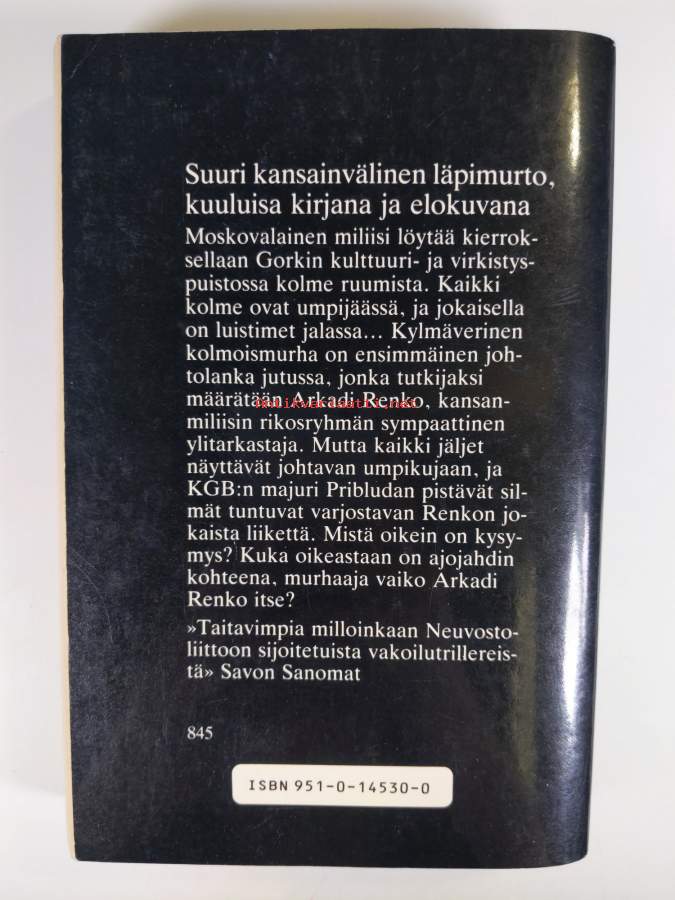 Suuri kansainvälinen läpimurto,
kuuluisa kirjana ja elokuvana
Moskovalainen miliisi löytää kierrok-
sellaan Gorkin kulttuuri- ja virkistys-
puistossa kolme ruumista. Kaikki
kolme ovat umpijäässä, ja jokaisella
on luistimet jalassa... Kylmäverinen
kolmoismurha on ensimmäinen joh-
tolanka jutussa, jonka tutkijaksi
määrätään Arkadi Renko, kansan-
antikvariaatti.net
miliisin rikosryhmän sympaattinen
ylitarkastaja. Mutta kaikki jäljet
näyttävät johtavan umpikujaan, ja
KGB:n majuri Pribludan pistävät sil-
mät tuntuvat varjostavan Renkon jo-
kaista liikettä. Mistä oikein on kysy-
mys? Kuka oikeastaan on ajojahdin
kohteena, murhaaja vaiko Arkadi
Renko itse?
»Taitavimpia milloinkaan Neuvosto-
liittoon sijoitetuista vakoilutrillereis-
tä» Savon Sanomat
845
ISBN 951-0-14530-0